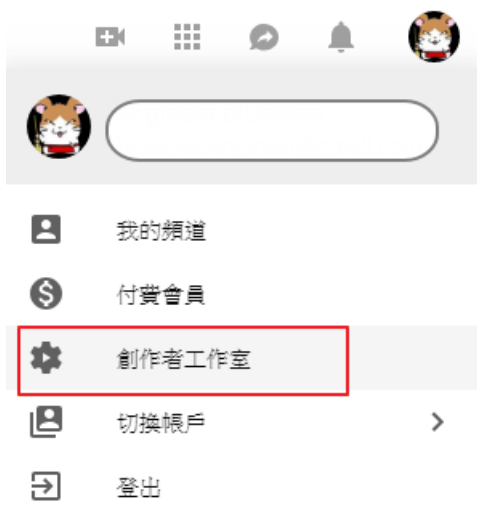 我的頻道
付費會員
創作者工作室
切換帳戶
登出